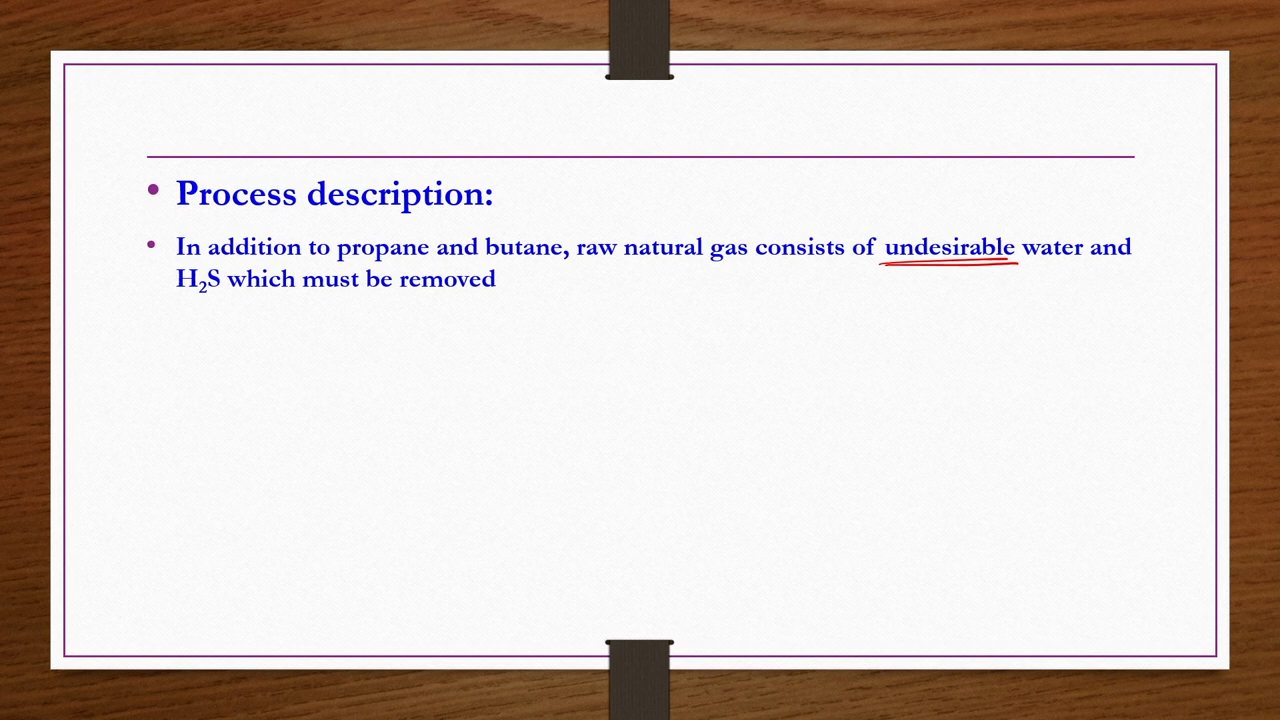 • Process description:
• In addition to propane and butane, raw natural gas consists of undesirable water and
H₂S which must be removed